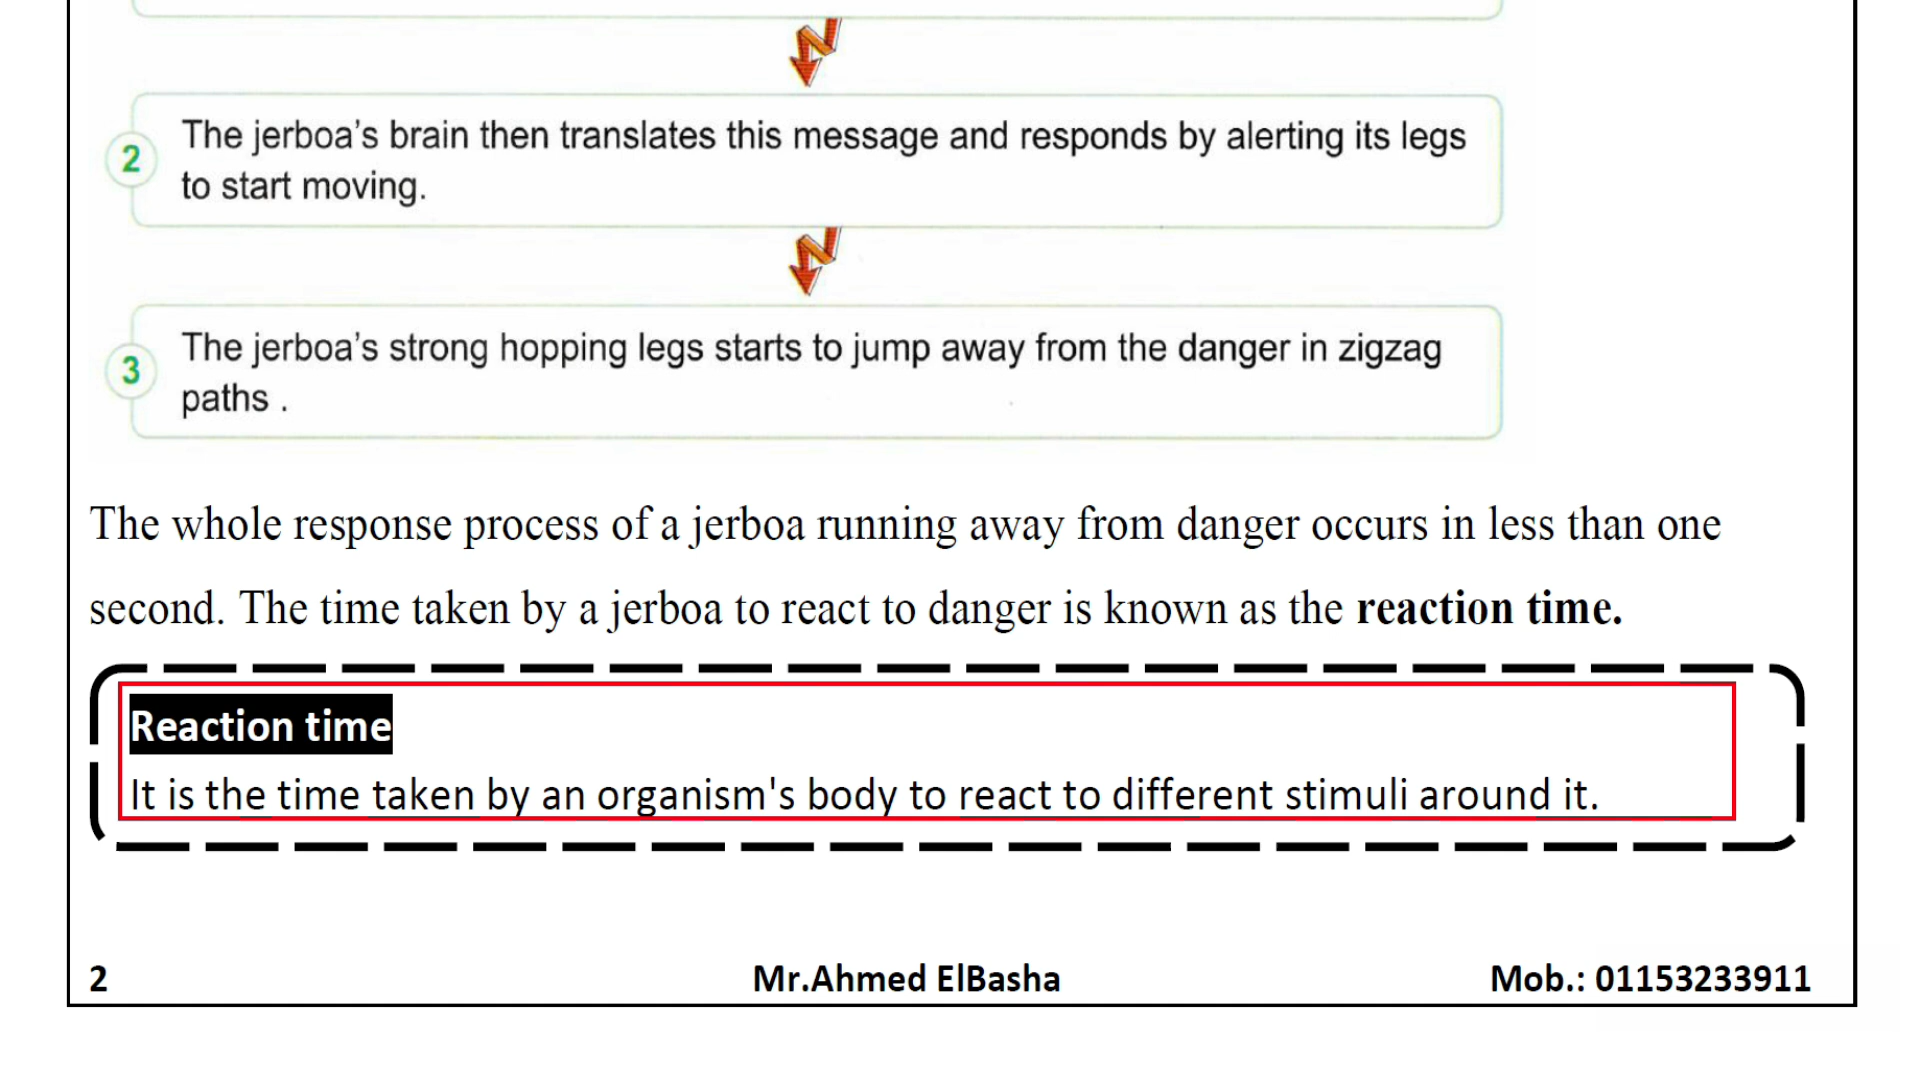 2
The jerboa's brain then translates this message and responds by alerting its legs
to start moving.
3
The jerboa's strong hopping legs starts to jump away from the danger in zigzag
paths .
The whole response process of a jerboa running away from danger occurs in less than one
second. The time taken by a jerboa to react to danger is known as the reaction time.
Reaction time
It is the time taken by an organism's body to react to different stimuli around it.
2 Mr.Ahmed ElBasha Mob.: 01153233911